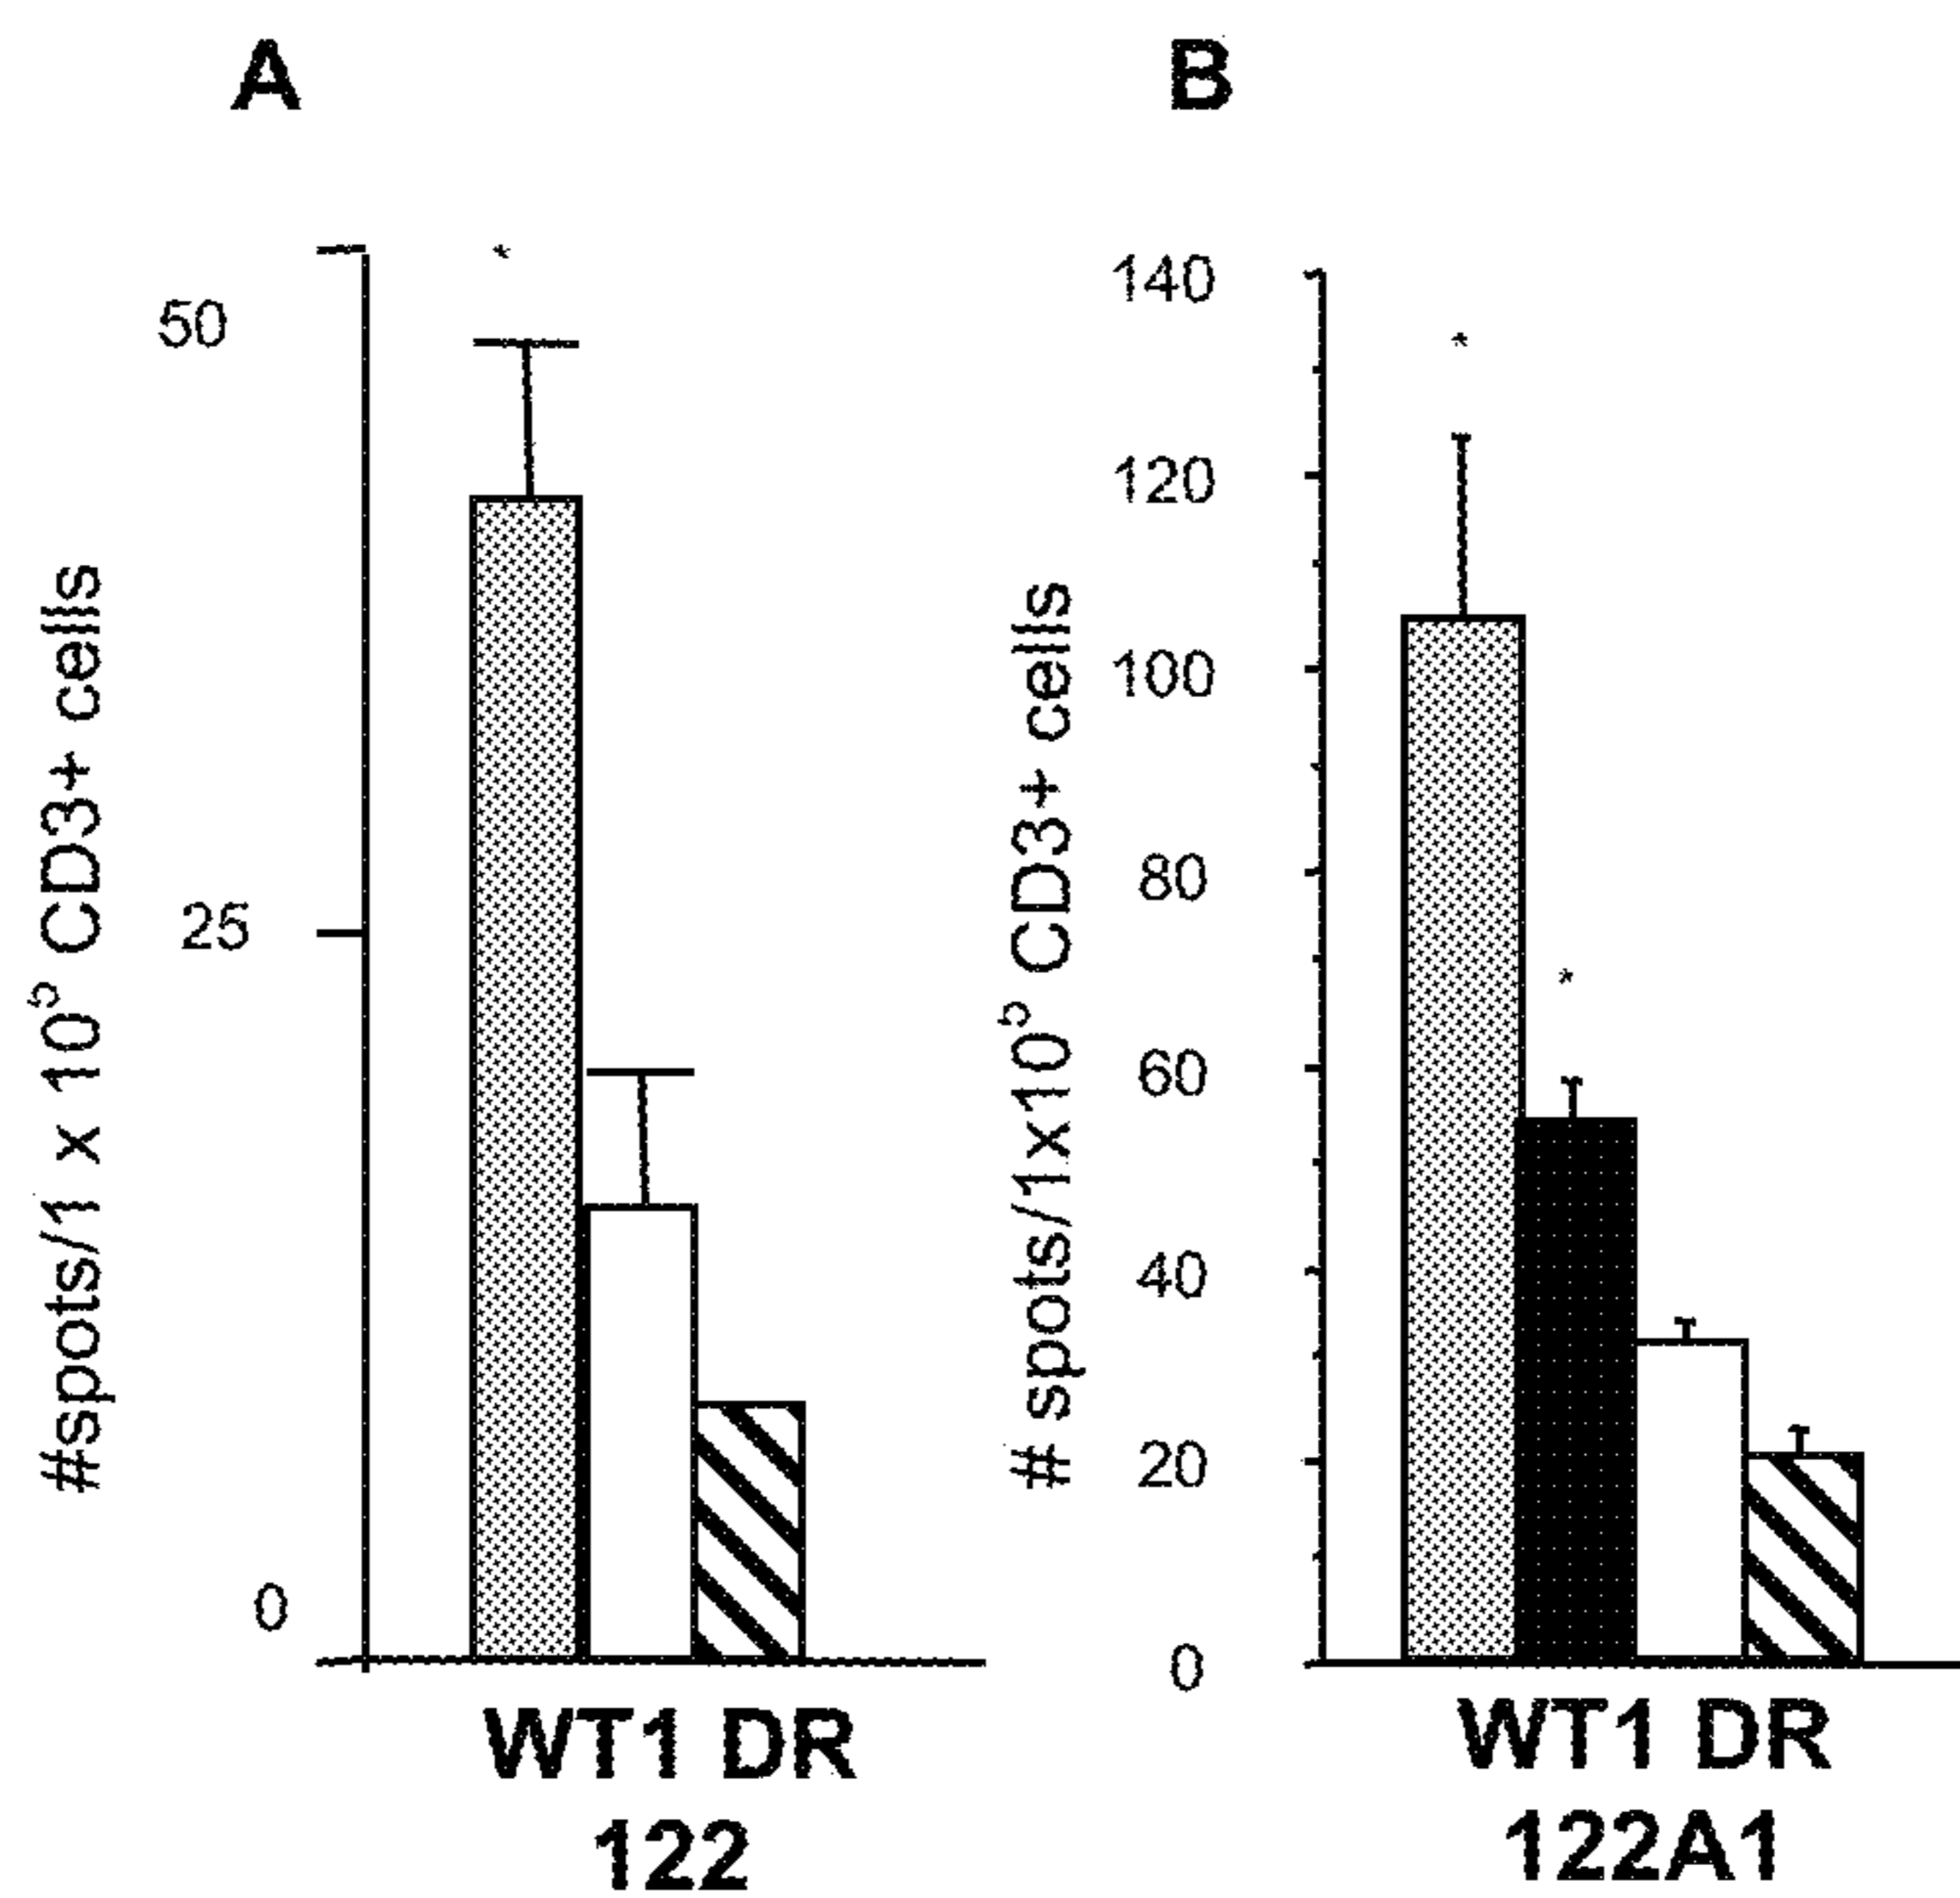 A
B
#spots/1 x 10⁵ CD3+ cells
50
25
0
*
WT1 DR
122
# spots/1x10⁵ CD3+ cells
140
120
100
80
60
40
20
0
*
*
WT1 DR
122A1